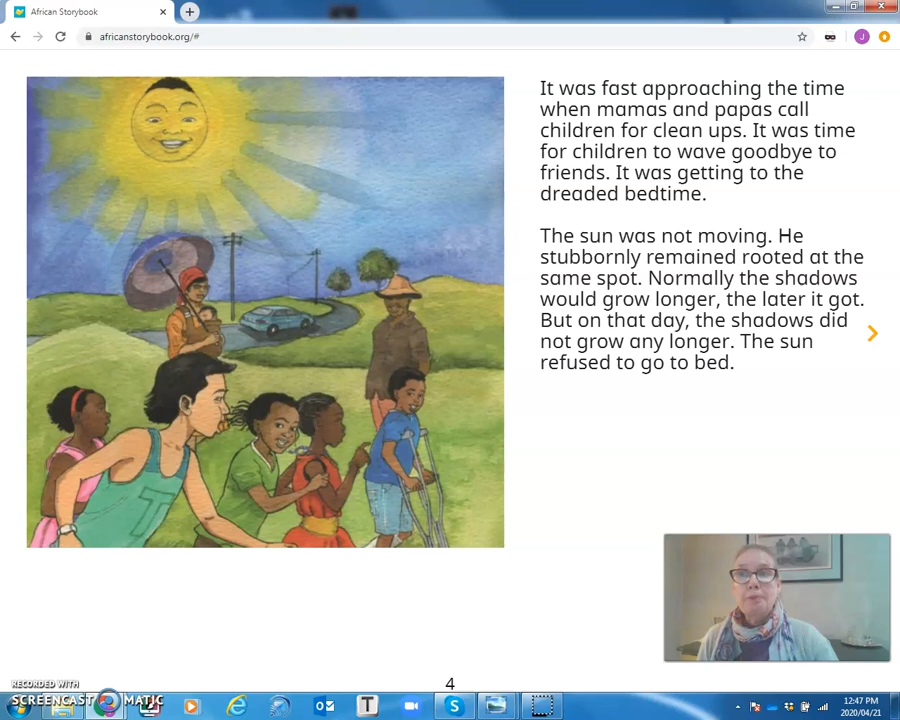 African Storybook
africanstorybook.org/#
J
It was fast approaching the time
when mamas and papas call
children for clean ups. It was time
for children to wave goodbye to
friends. It was getting to the
dreaded bedtime.
The sun was not moving. He
stubbornly remained rooted at the
same spot. Normally the shadows
would grow longer, the later it got.
But on that day, the shadows did
not grow any longer. The sun
refused to go to bed.
T
4
RECORDED WITH
SCREENCAST MATIC
T
12:47 PM
2020/04/21